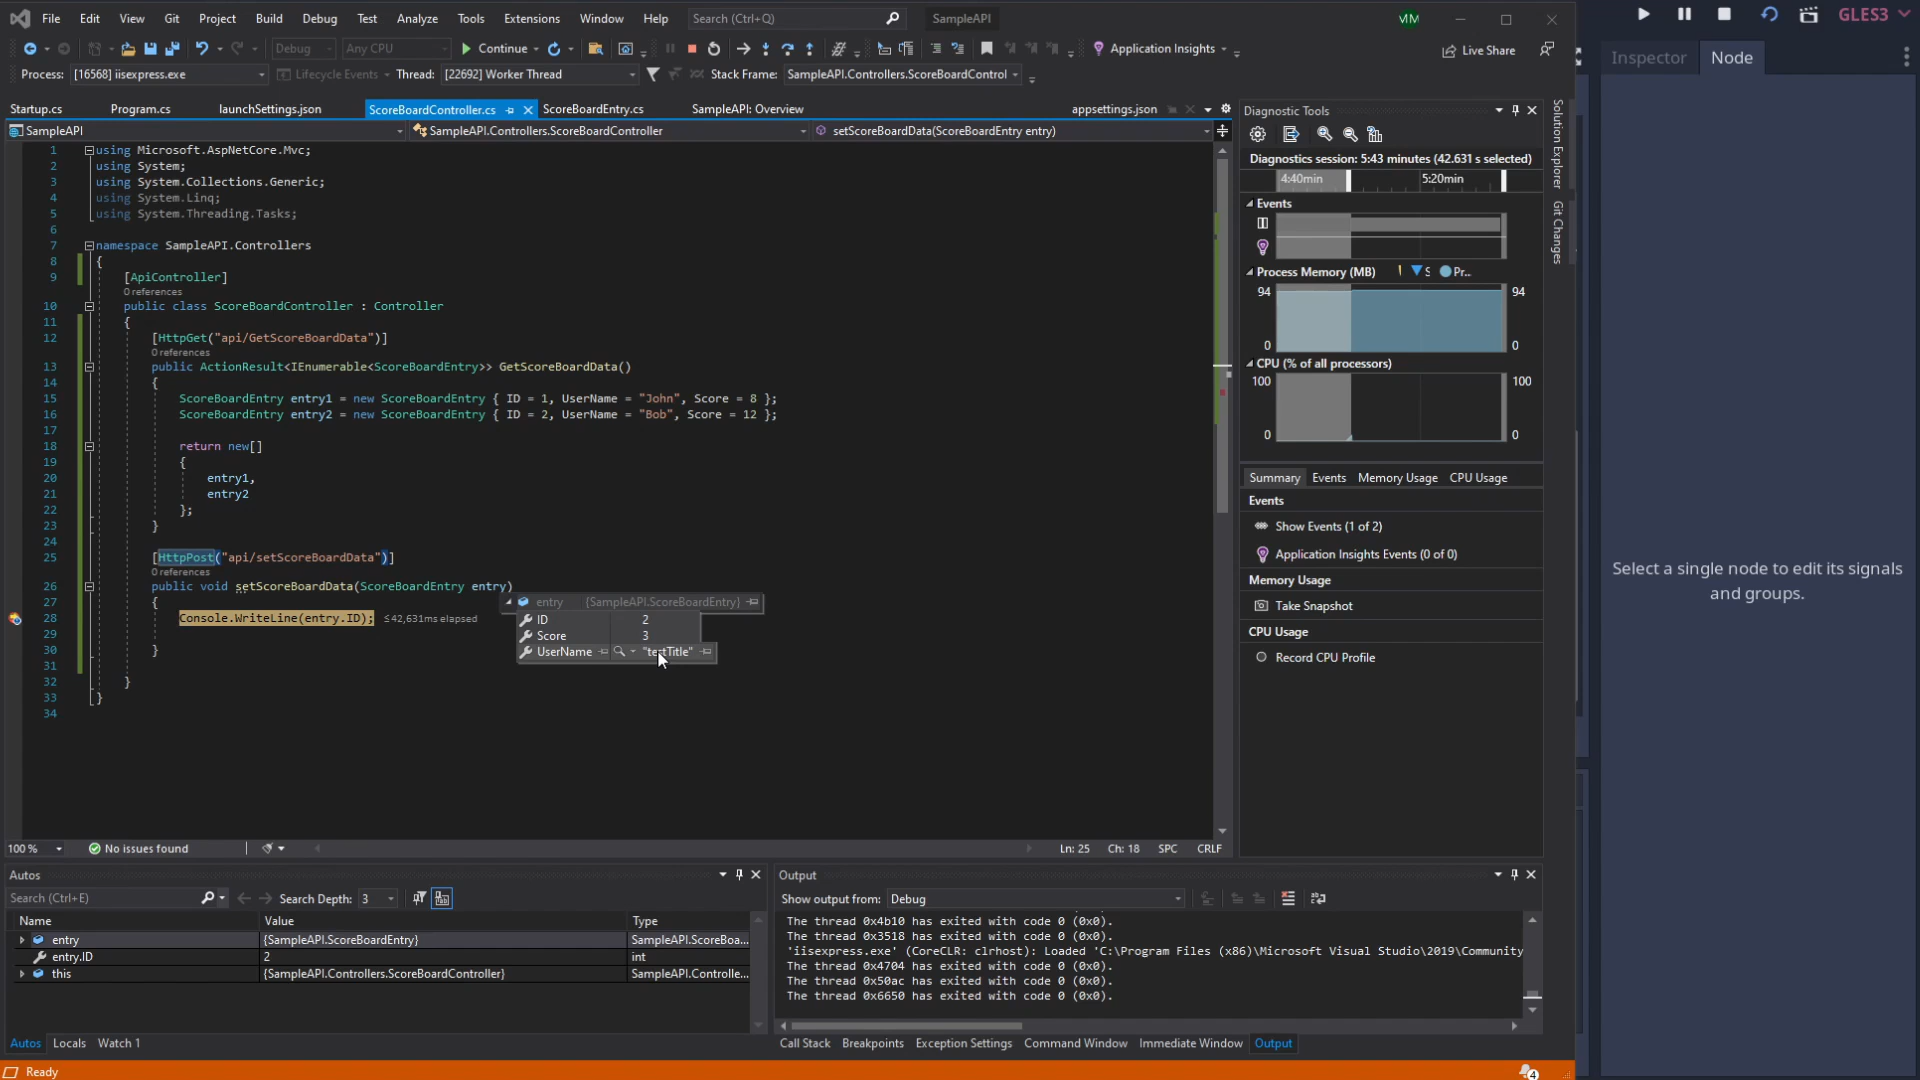 File Edit View Git Project Build Debug Test Analyze Tools Extensions Window Help Search (Ctrl+Q) SampleAPI VM
GLES3
Debug Any CPU Continue Application Insights Live Share
Process: [16568] iisexpress.exe Lifecycle Events Thread: [22692] Worker Thread Stack Frame: SampleAPI.Controllers.ScoreBoardControl
Inspector Node
Startup.cs Program.cs launchSettings.json ScoreBoardController.cs ScoreBoardEntry.cs SampleAPI: Overview appsettings.json
SampleAPI SampleAPI.Controllers.ScoreBoardController setScoreBoardData(ScoreBoardEntry entry)
1 using Microsoft.AspNetCore.Mvc;
2 using System;
3 using System.Collections.Generic;
4 using System.Linq;
5 using System.Threading.Tasks;
6
7 namespace SampleAPI.Controllers
8 {
9 [ApiController]
0 references
10 public class ScoreBoardController : Controller
11 {
12 [HttpGet("api/GetScoreBoardData")]
0 references
13 public ActionResult<IEnumerable<ScoreBoardEntry>> GetScoreBoardData()
14 {
15 ScoreBoardEntry entry1 = new ScoreBoardEntry { ID = 1, UserName = "John", Score = 8 };
16 ScoreBoardEntry entry2 = new ScoreBoardEntry { ID = 2, UserName = "Bob", Score = 12 };
17
18 return new[]
19 {
20 entry1,
21 entry2
22 };
23 }
24
25 [HttpPost("api/setScoreBoardData")]
0 references
26 public void setScoreBoardData(ScoreBoardEntry entry)
27 {
28 Console.WriteLine(entry.ID); ≤42,631ms elapsed
29
30 }
31
32 }
33 }
34
entry {SampleAPI.ScoreBoardEntry}
ID 2
Score 3
UserName "testTitle"
100 % No issues found Ln: 25 Ch: 18 SPC CRLF
Diagnostic Tools
Diagnostics session: 5:43 minutes (42.631 s selected)
4:40min 5:20min
Events
Process Memory (MB) S Pr...
94 94
0 0
CPU (% of all processors)
100 100
0 0
Summary Events Memory Usage CPU Usage
Events
Show Events (1 of 2)
Application Insights Events (0 of 0)
Memory Usage
Take Snapshot
CPU Usage
Record CPU Profile
Solution Explorer
Git Changes
Select a single node to edit its signals
and groups.
Autos
Search (Ctrl+E) Search Depth: 3
Name Value Type
entry {SampleAPI.ScoreBoardEntry} SampleAPI.ScoreBoa...
entry.ID 2 int
this {SampleAPI.Controllers.ScoreBoardController} SampleAPI.Controlle...
Autos Locals Watch 1
Output
Show output from: Debug
The thread 0x4b10 has exited with code 0 (0x0).
The thread 0x3518 has exited with code 0 (0x0).
'iisexpress.exe' (CoreCLR: clrhost): Loaded 'C:\Program Files (x86)\Microsoft Visual Studio\2019\Community
The thread 0x4704 has exited with code 0 (0x0).
The thread 0x50ac has exited with code 0 (0x0).
The thread 0x6650 has exited with code 0 (0x0).
Call Stack Breakpoints Exception Settings Command Window Immediate Window Output
Ready 4